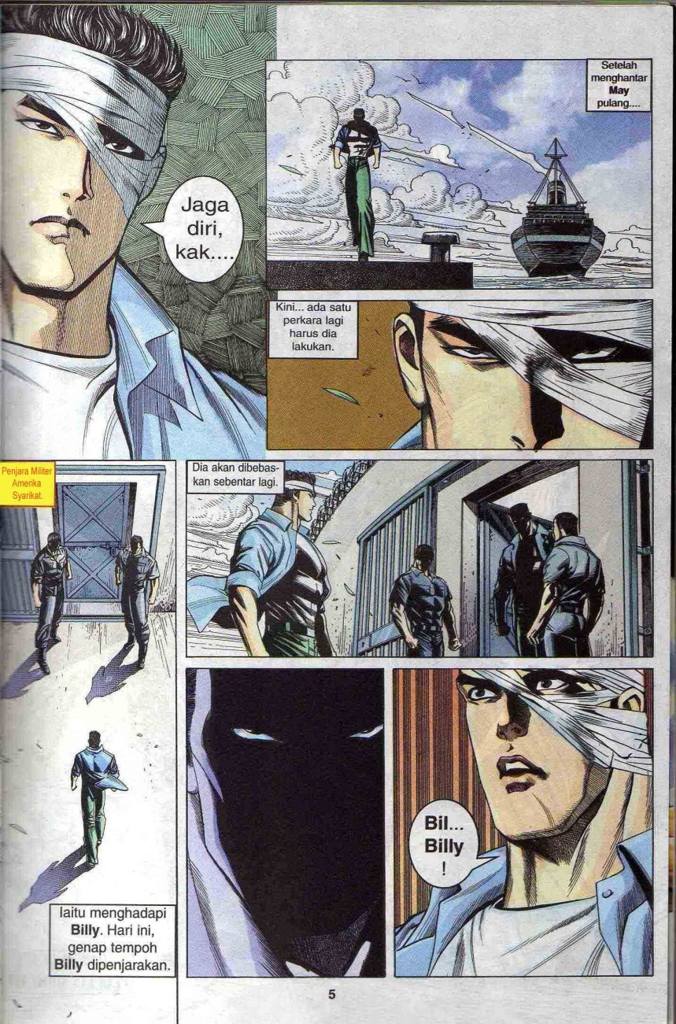 Jaga
diri,
kak....
Setelah
menghantar
May
pulang....
Kini... ada satu
perkara lagi
harus dia
lakukan.
Penjara Militer
Amerika
Syarikat.
Dia akan dibebas-
kan sebentar lagi.
Iaitu menghadapi
Billy. Hari ini,
genap tempoh
Billy dipenjarakan.
Bil...
Billy
!
5